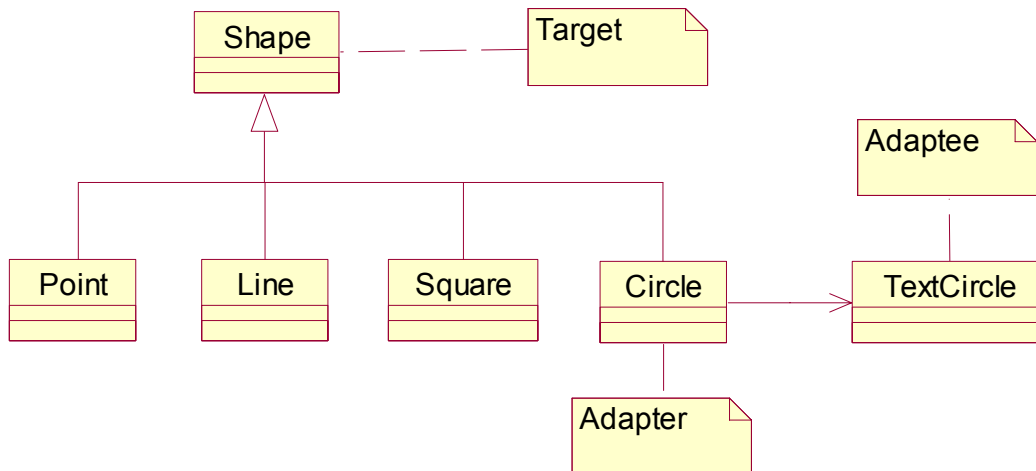 Shape
Target
Adaptee
Point
Line
Square
Circle
TextCircle
Adapter